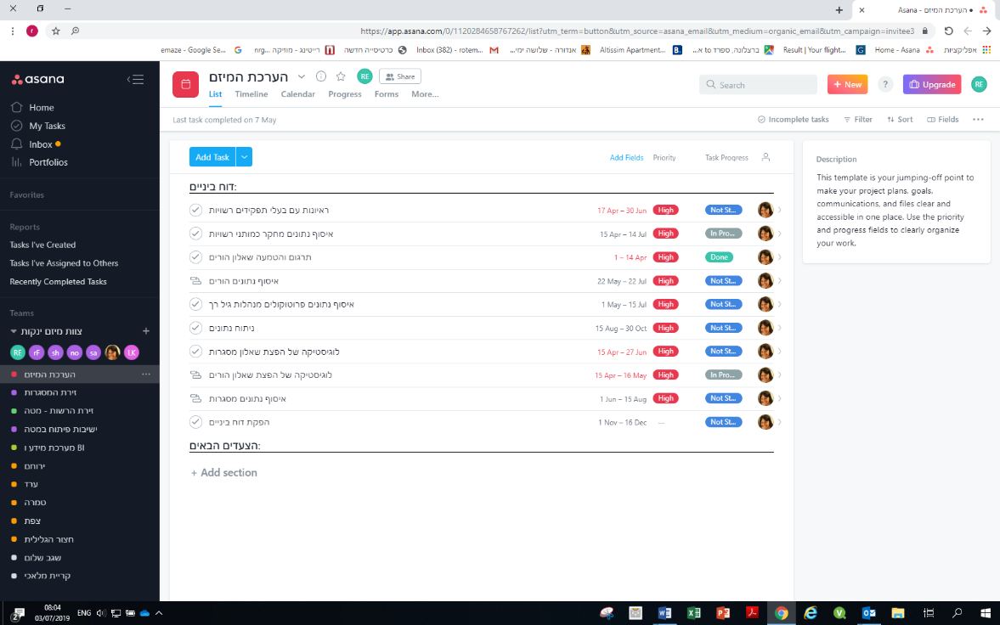 הערכת המיזם - Asana
https://app.asana.com/0/1120284658767262/list?utm_term=button&utm_source=asana_email&utm_medium=organic_email&utm_campaign=invitee3
r
אפליקציות
Home - Asana
Result | Your flight...
ברצלונה, ספרד to א...
Altissim Apartment...
אנדורה - שלושה ימי...
Inbox (382) - rotem...
כרטיסייה חדשה
רייטינג - מוזיקה nrg...
emaze - Google Se...
asana
Home
My Tasks
Inbox
Portfolios
Favorites
Reports
Tasks I've Created
Tasks I've Assigned to Others
Recently Completed Tasks
Teams
צוות מיזם ינקות
RE rF sh no sa LK
הערכת המיזם
זירת המסגרות
זירת הרשות - מטה
ישיבות פיתוח במטה
מערכת מידע ו BI
ירוחם
ערד
טמרה
צפת
חצור הגלילית
שגב שלום
קריית מלאכי
הערכת המיזם
RE Share
List Timeline Calendar Progress Forms More...
Search
New
?
Upgrade
RE
Last task completed on 7 May
Incomplete tasks Filter Sort Fields
Add Task
Add Fields Priority Task Progress
דוח ביניים:
ראיונות עם בעלי תפקידים רשויות 17 Apr – 30 Jun High Not St...
איסוף נתונים מחקר כמותני רשויות 15 Apr – 14 Jul High In Pro...
תרגום והטמעה שאלון הורים 1 – 14 Apr High Done
איסוף נתונים הורים 22 May – 22 Jul High Not St...
איסוף נתונים פרוטוקולים מנהלות גיל רך 1 May – 15 Jul High Not St...
ניתוח נתונים 15 Aug – 30 Oct High Not St...
לוגיסטיקה של הפצת שאלון מסגרות 15 Apr – 27 Jun High Not St...
לוגיסטיקה של הפצת שאלון הורים 15 Apr – 16 May High In Pro...
איסוף נתונים מסגרות 1 Jun – 15 Aug High Not St...
הפקת דוח ביניים 1 Nov – 16 Dec — Not St...
הצעדים הבאים:
+ Add section
Description
This template is your jumping-off point to
make your project plans, goals,
communications, and files clear and
accessible in one place. Use the priority
and progress fields to clearly organize
your work.
2
08:04
03/07/2019
ENG